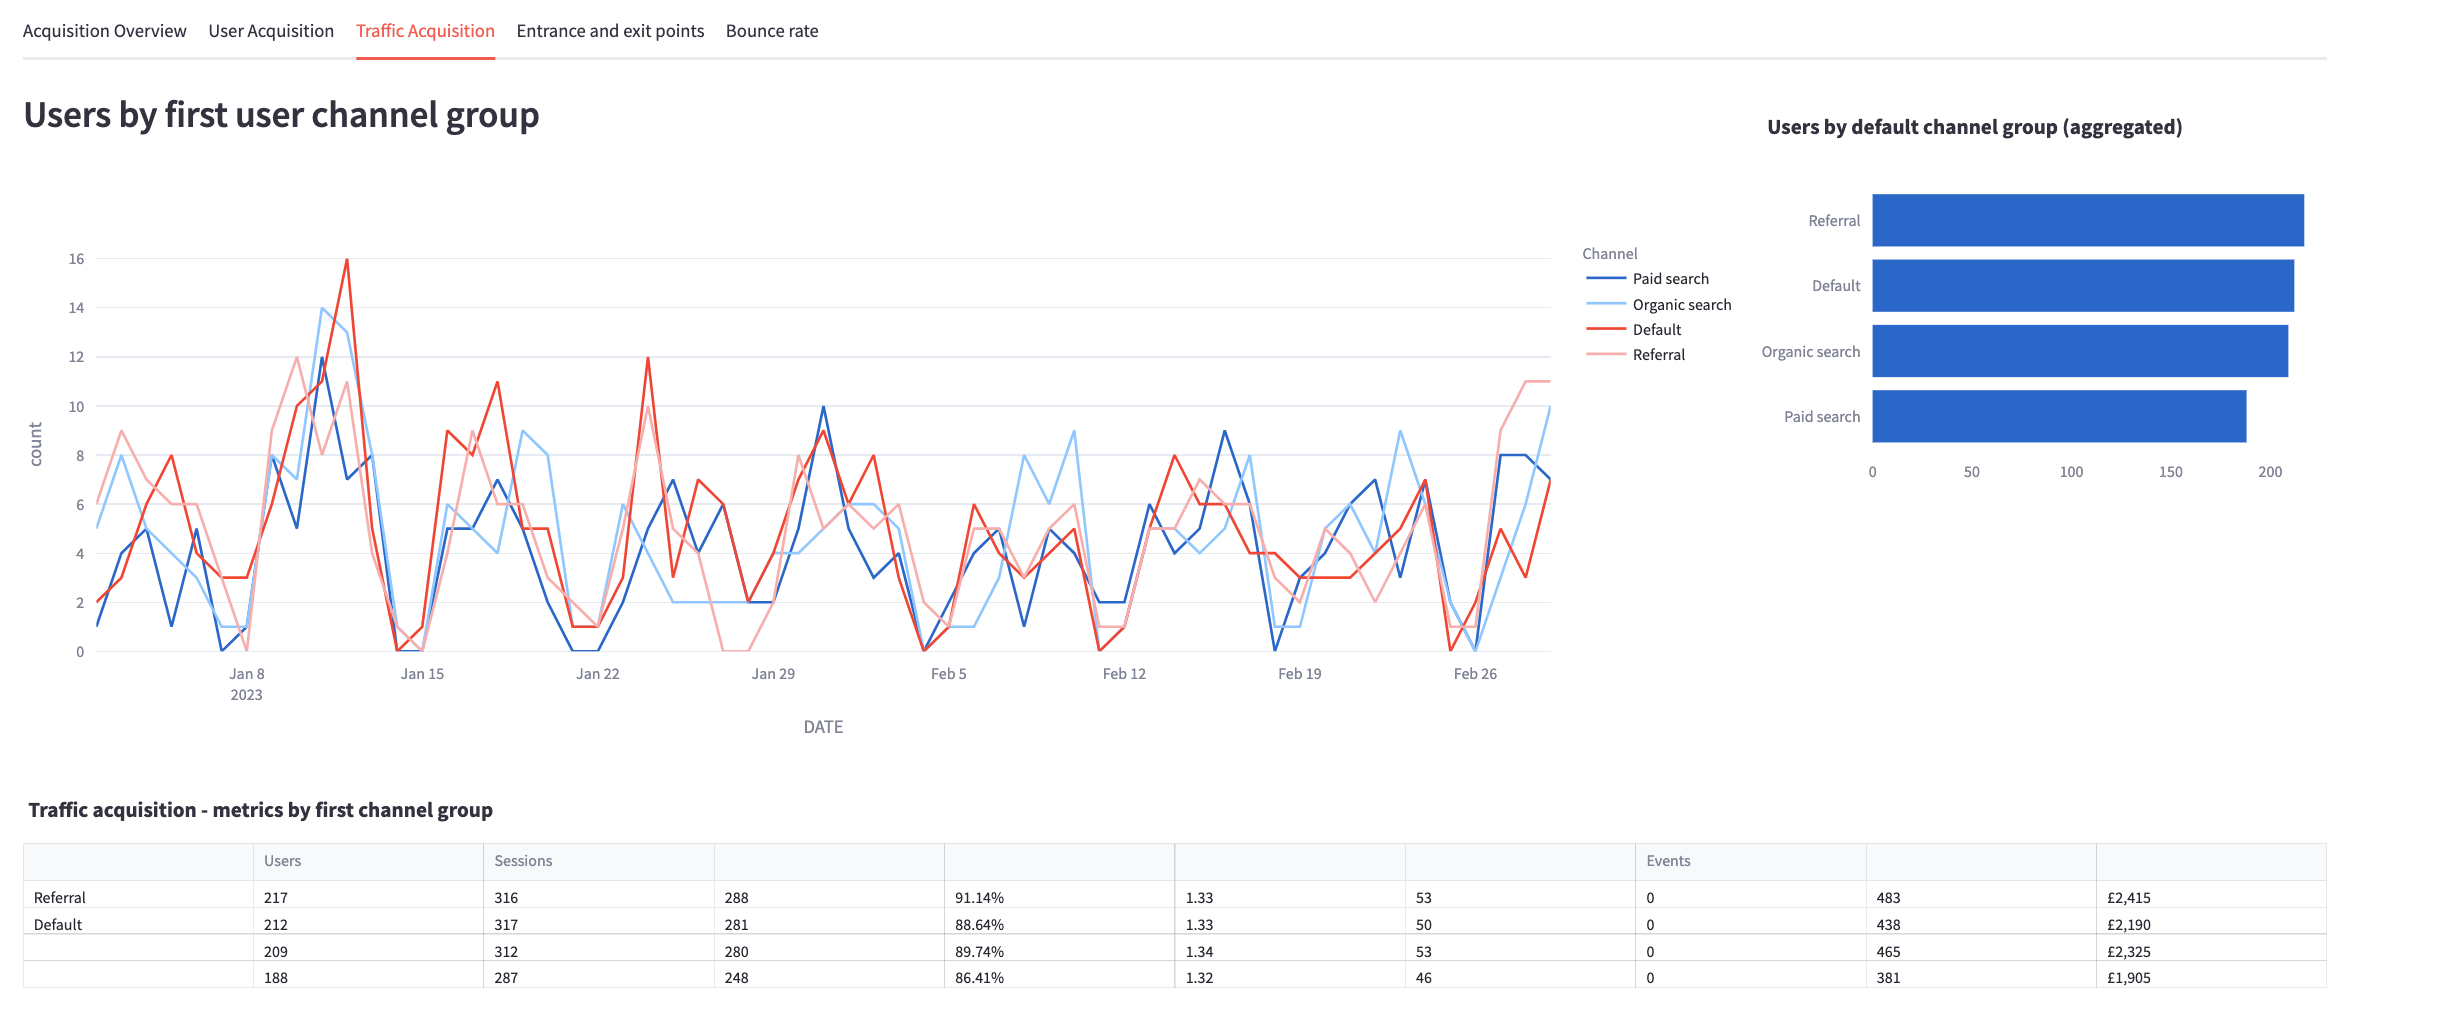 Acquisition Overview User Acquisition Traffic Acquisition Entrance and exit points Bounce rate
Users by first user channel group
16
14
12
10
8
6
4
2
0
count
Jan 8
2023
Jan 15
Jan 22
Jan 29
Feb 5
Feb 12
Feb 19
Feb 26
DATE
Channel
Paid search
Organic search
Default
Referral
Users by default channel group (aggregated)
Referral
Default
Organic search
Paid search
0 50 100 150 200
Traffic acquisition - metrics by first channel group
Users Sessions Events
Referral 217 316 288 91.14% 1.33 53 0 483 £2,415
Default 212 317 281 88.64% 1.33 50 0 438 £2,190
209 312 280 89.74% 1.34 53 0 465 £2,325
188 287 248 86.41% 1.32 46 0 381 £1,905